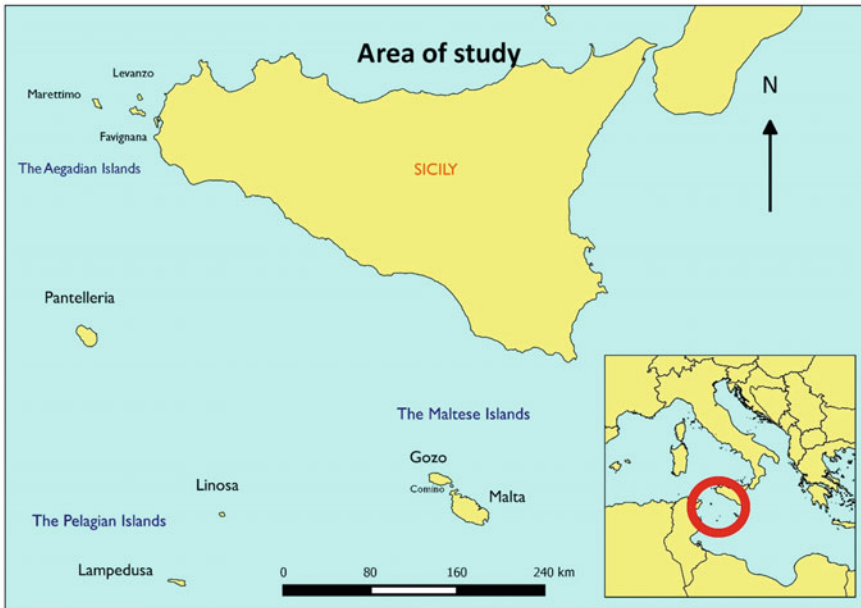 Area of study
Levanzo
Marettimo
N
Favignana
The Aegadian Islands
SICILY
Pantelleria
The Maltese Islands
Gozo
Linosa
Comino
Malta
The Pelagian Islands
Lampedusa
0 80 160 240 km